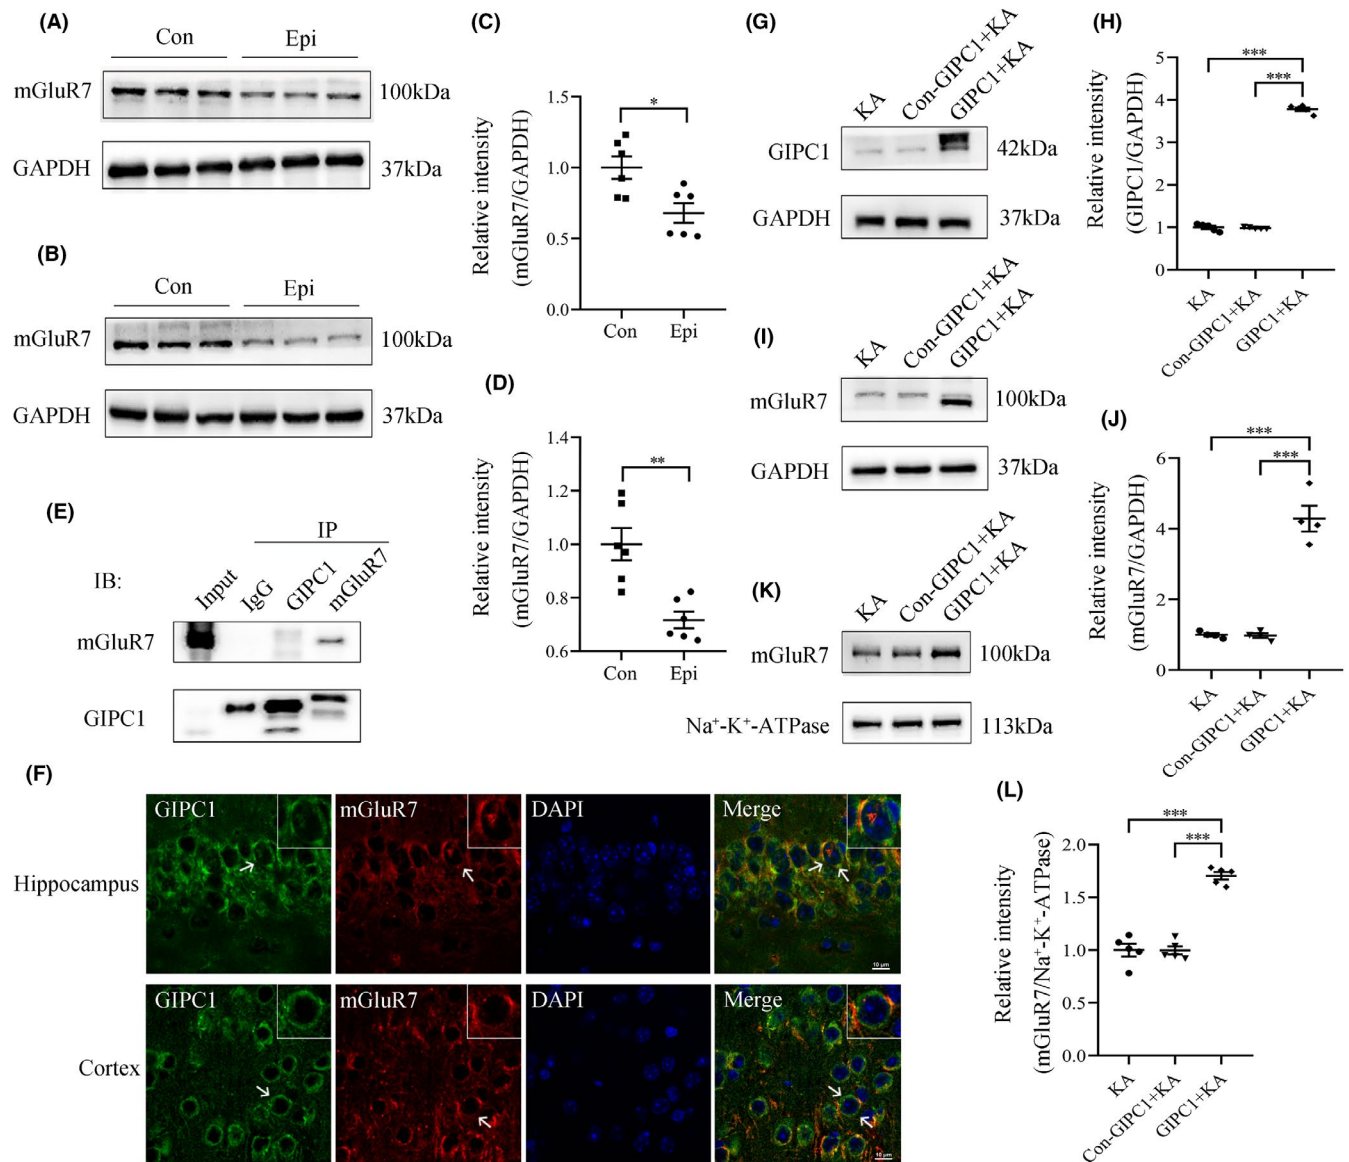 (A)
Con Epi
mGluR7 100kDa
GAPDH 37kDa
(B)
Con Epi
mGluR7 100kDa
GAPDH 37kDa
(C)
Relative intensity
(mGluR7/GAPDH)
1.5
1.0
0.5
0.0
*
Con Epi
(D)
Relative intensity
(mGluR7/GAPDH)
1.4
1.2
1.0
0.8
0.6
**
Con Epi
(E)
IP
IB: Input IgG GIPC1 mGluR7
mGluR7
GIPC1
(F)
GIPC1 mGluR7 DAPI Merge
Hippocampus
10 μm
GIPC1 mGluR7 DAPI Merge
Cortex
10 μm
(G)
KA Con-GIPC1+KA GIPC1+KA
GIPC1 42kDa
GAPDH 37kDa
(H)
Relative intensity
(GIPC1/GAPDH)
5
4
3
2
1
0
***
***
KA Con-GIPC1+KA GIPC1+KA
(I)
KA Con-GIPC1+KA GIPC1+KA
mGluR7 100kDa
GAPDH 37kDa
(J)
Relative intensity
(mGluR7/GAPDH)
6
4
2
0
***
***
KA Con-GIPC1+KA GIPC1+KA
(K)
KA Con-GIPC1+KA GIPC1+KA
mGluR7 100kDa
Na⁺-K⁺-ATPase 113kDa
(L)
Relative intensity
(mGluR7/Na⁺-K⁺-ATPase)
2.0
1.5
1.0
0.5
0.0
***
***
KA Con-GIPC1+KA GIPC1+KA